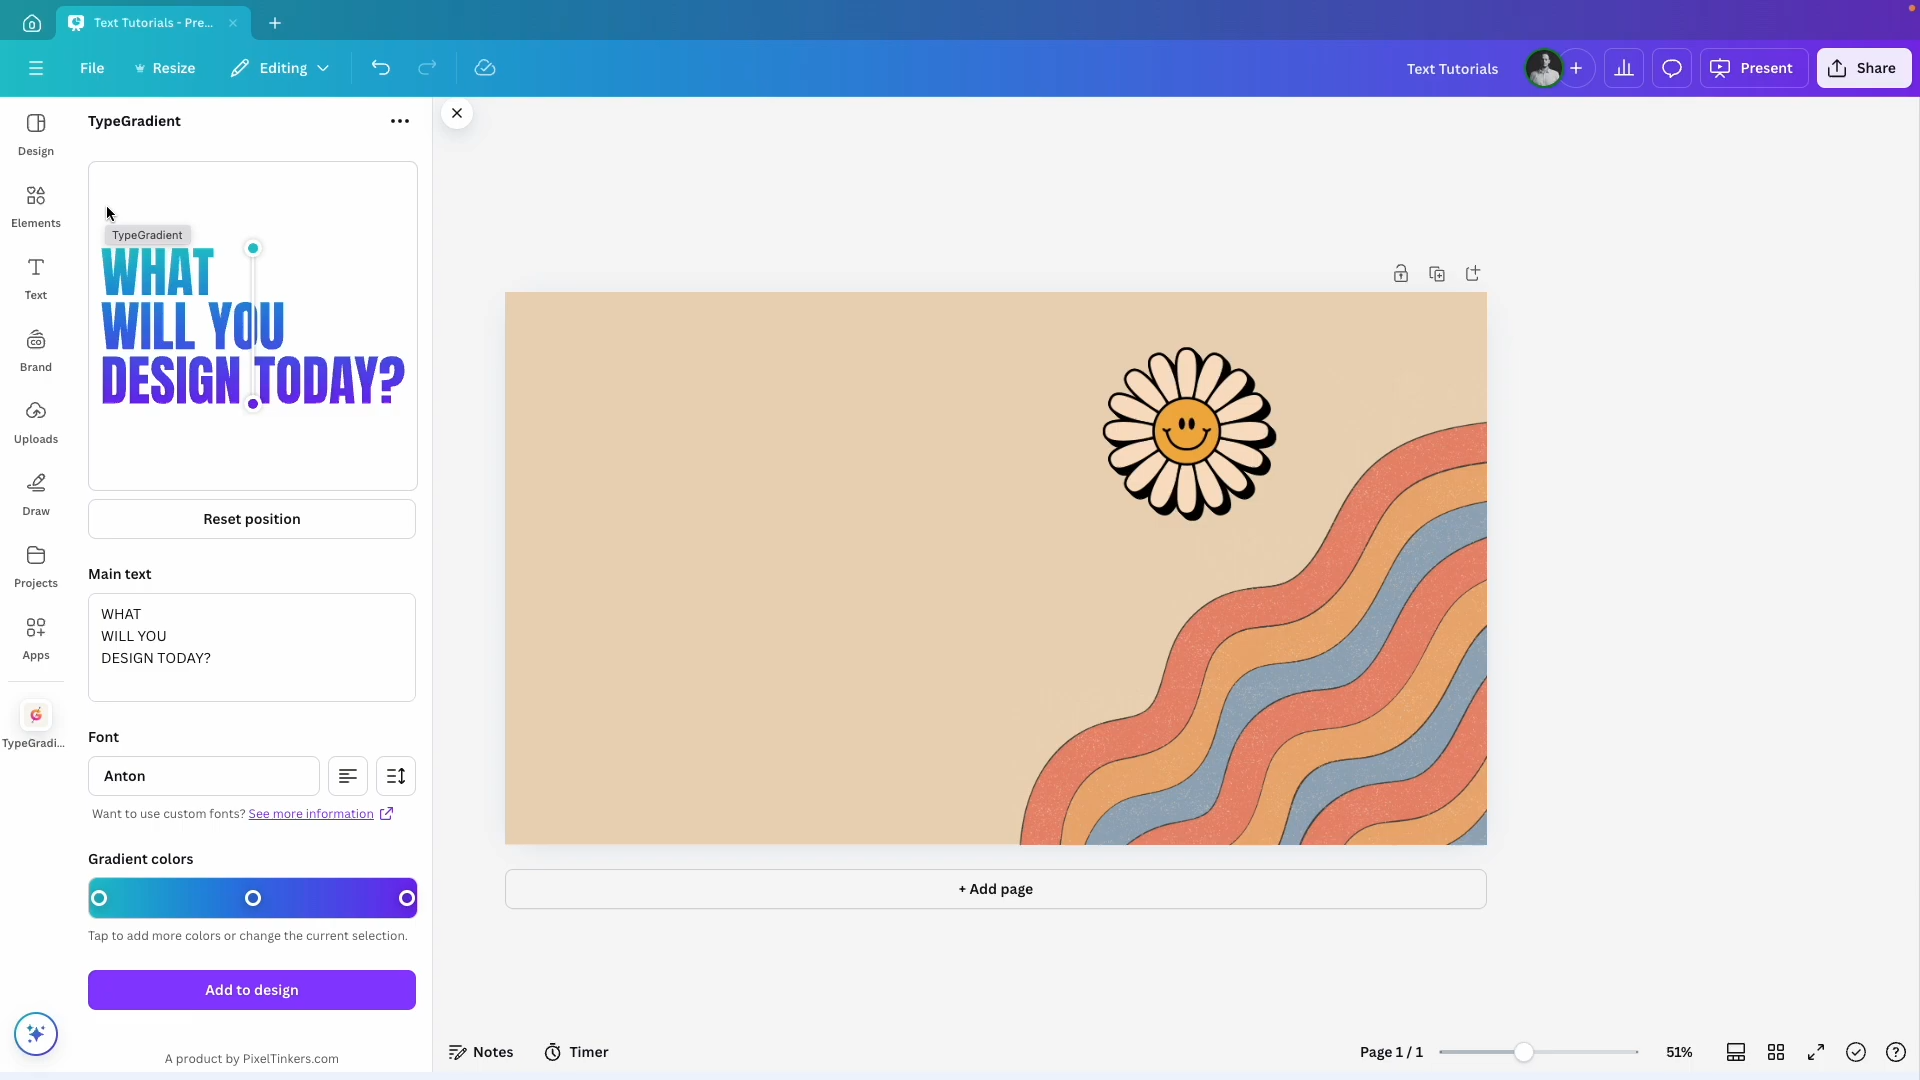 Text Tutorials - Pre...
File
Resize
Editing
Text Tutorials
Present
Share
Design
Elements
Text
Brand
Uploads
Draw
Projects
Apps
TypeGradi...
TypeGradient
TypeGradient
WHAT
WILL YOU
DESIGN TODAY?
Reset position
Main text
WHAT
WILL YOU
DESIGN TODAY?
Font
Anton
Want to use custom fonts? See more information
Gradient colors
Tap to add more colors or change the current selection.
Add to design
A product by PixelTinkers.com
+ Add page
Notes
Timer
Page 1 / 1
51%